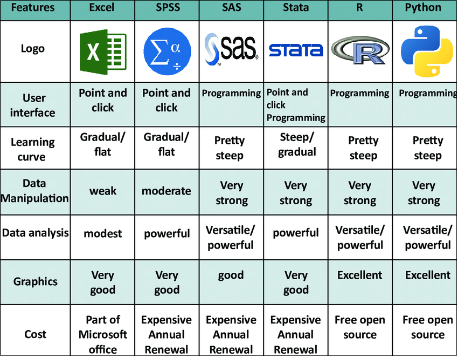 Features Excel SPSS SAS Stata R Python
Logo X Σ α ÷ sas. STATA R
User interface Point and click Point and click Programming Point and click Programming Programming Programming
Learning curve Gradual/ flat Gradual/ flat Pretty steep Steep/ gradual Pretty steep Pretty steep
Data Manipulation weak moderate Very strong Very strong Very strong Very strong
Data analysis modest powerful Versatile/ powerful powerful Versatile/ powerful Versatile/ powerful
Graphics Very good Very good good Very good Excellent Excellent
Cost Part of Microsoft office Expensive Annual Renewal Expensive Annual Renewal Expensive Annual Renewal Free open source Free open source